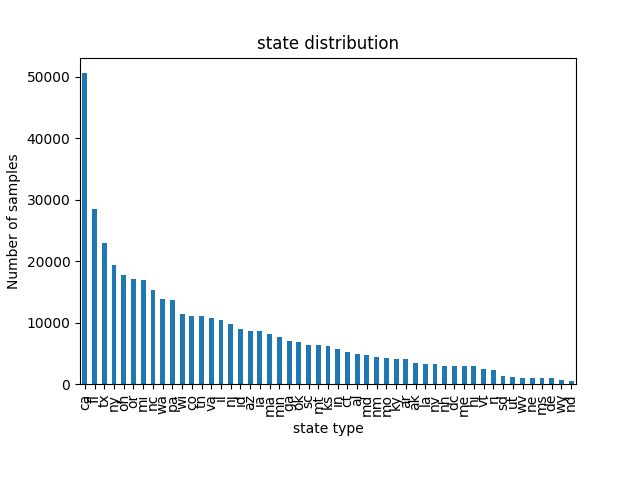 state distribution
Number of samples
50000
40000
30000
20000
10000
0
ca fl tx ny oh or mi nc wa pa wi co tn va il nj id az ia ma mn ga ok sc mt ks in ct al md nm mo ky ar ak la nv nh dc me hi vt ri sd ut wv ne ms de wy nd
state type